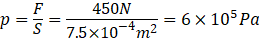 p = F/S = 450N/7.5×10⁻⁴m² = 6 × 10⁵Pa